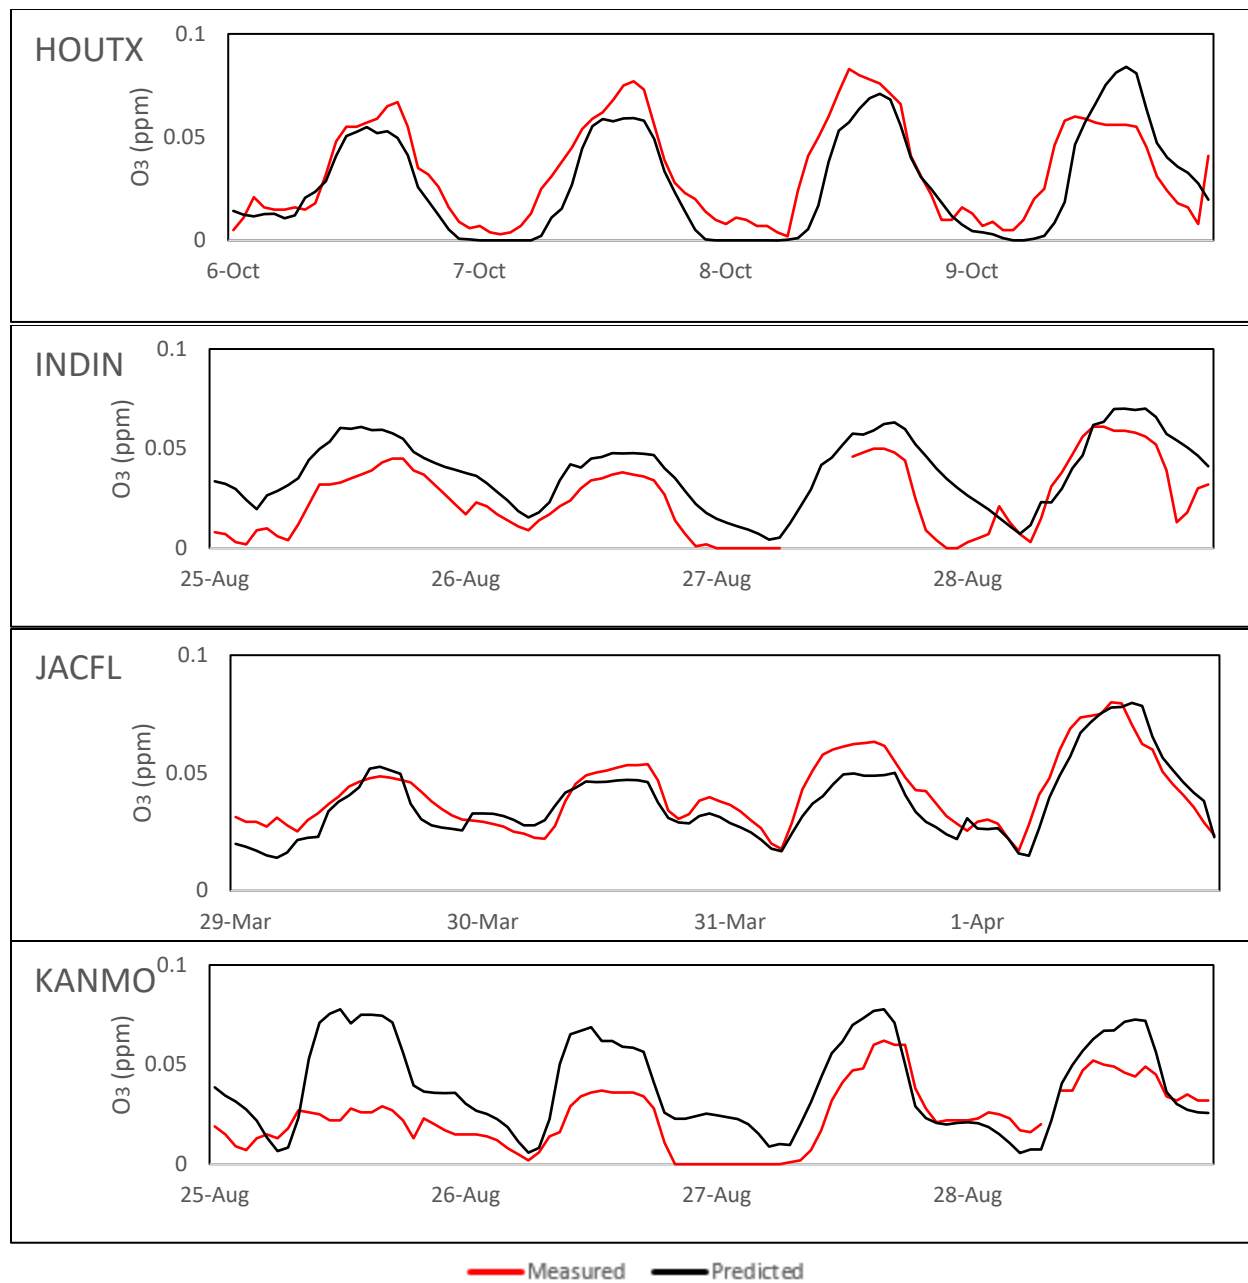 HOUTX
0.1
0.05
0
O3 (ppm)
6-Oct 7-Oct 8-Oct 9-Oct
INDIN
0.1
0.05
0
O3 (ppm)
25-Aug 26-Aug 27-Aug 28-Aug
JACFL
0.1
0.05
0
O3 (ppm)
29-Mar 30-Mar 31-Mar 1-Apr
KANMO
0.1
0.05
0
O3 (ppm)
25-Aug 26-Aug 27-Aug 28-Aug
Measured Predicted